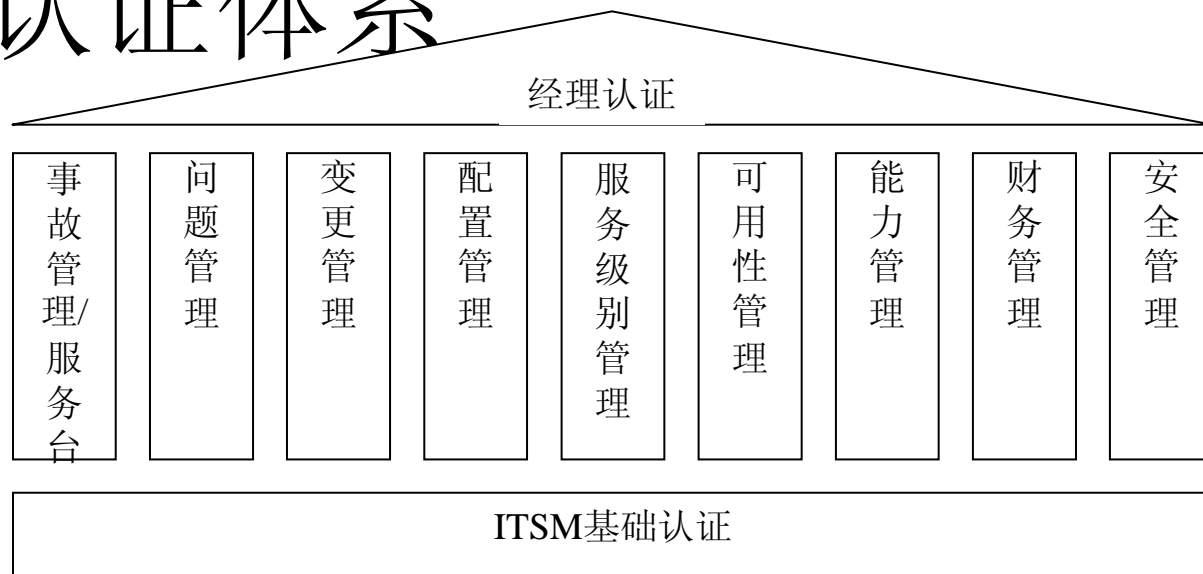 认证体系
经理认证
事故管理/服务台
问题管理
变更管理
配置管理
服务级别管理
可用性管理
能力管理
财务管理
安全管理
ITSM基础认证